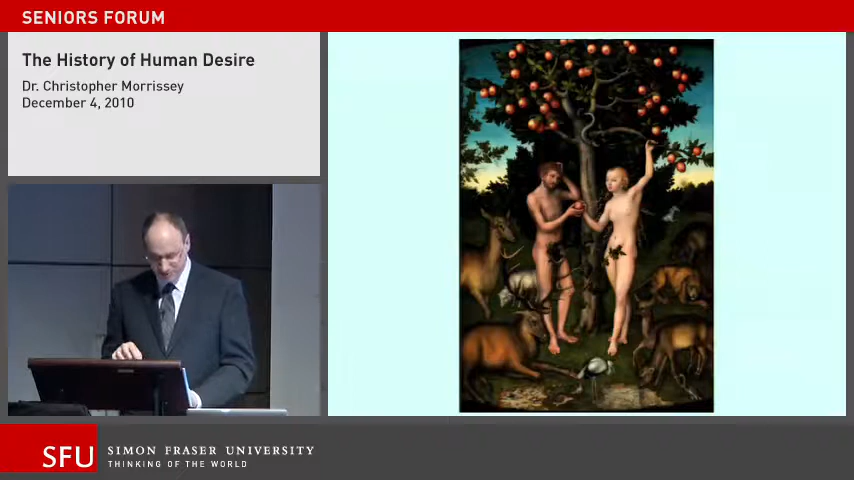 SENIORS FORUM
The History of Human Desire
Dr. Christopher Morrissey
December 4, 2010
SFU
SIMON FRASER UNIVERSITY
THINKING OF THE WORLD